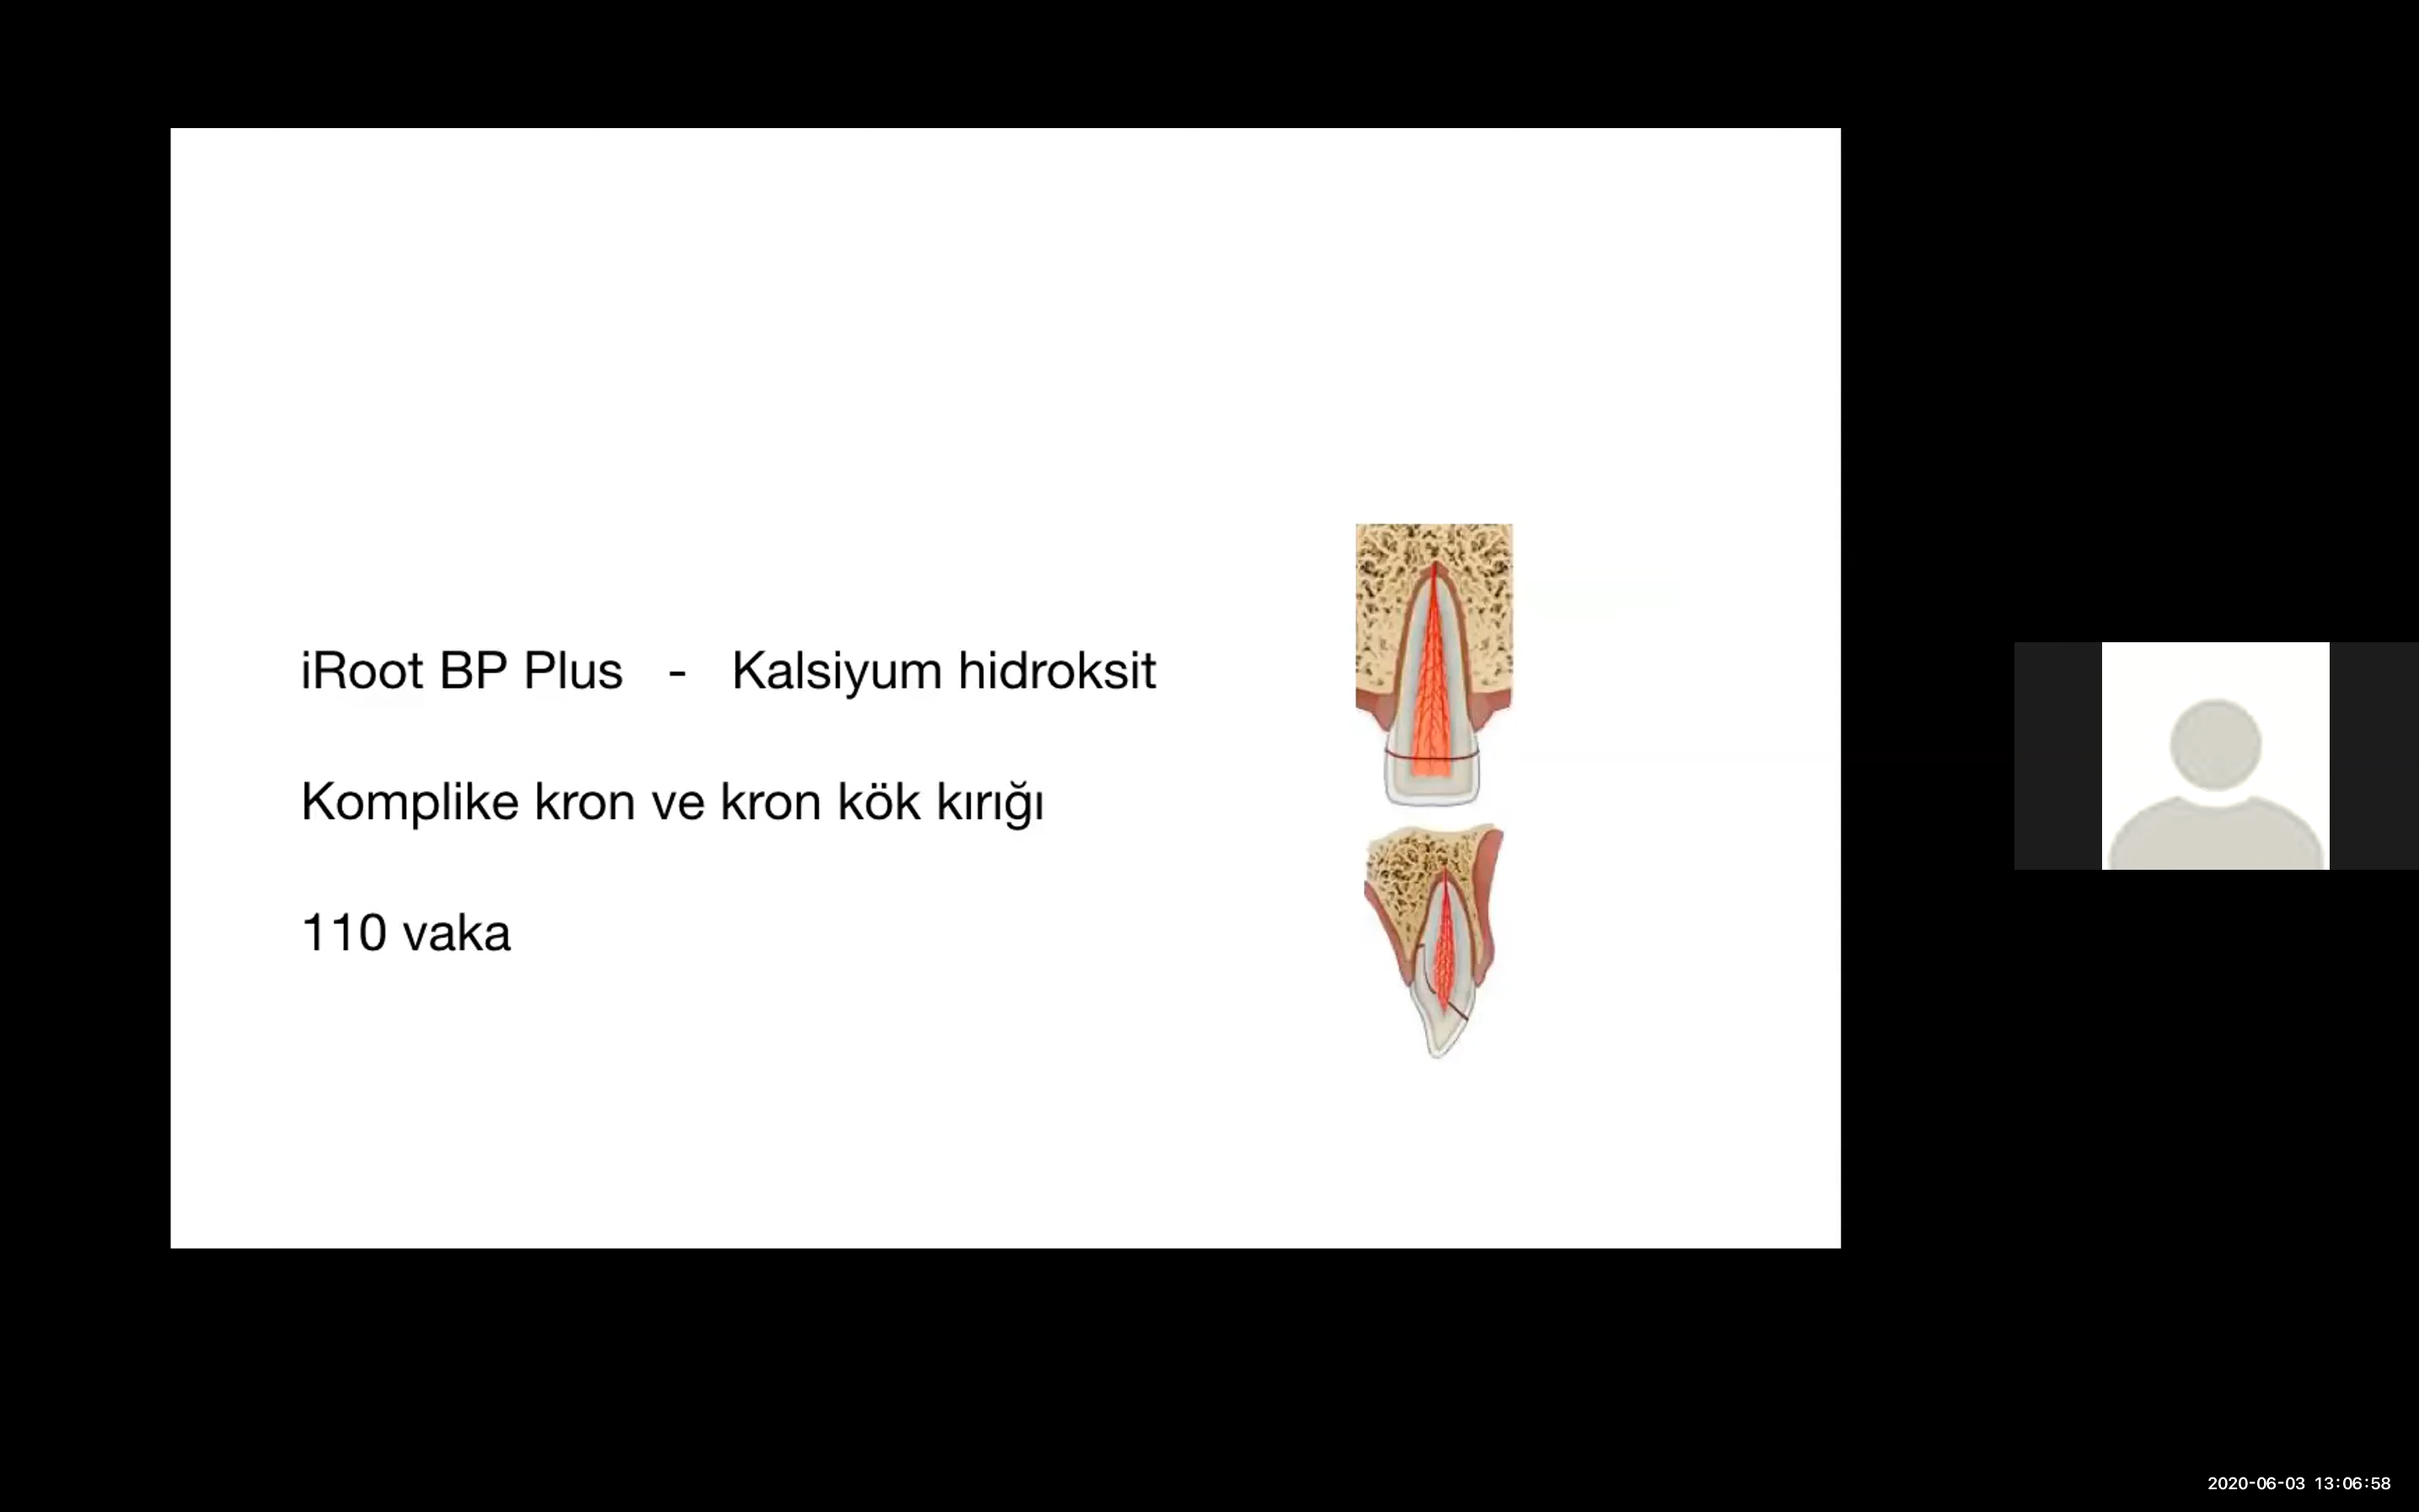 iRoot BP Plus - Kalsiyum hidroksit
Komplike kron ve kron kök kırığı
110 vaka
2020-06-03 13:06:58